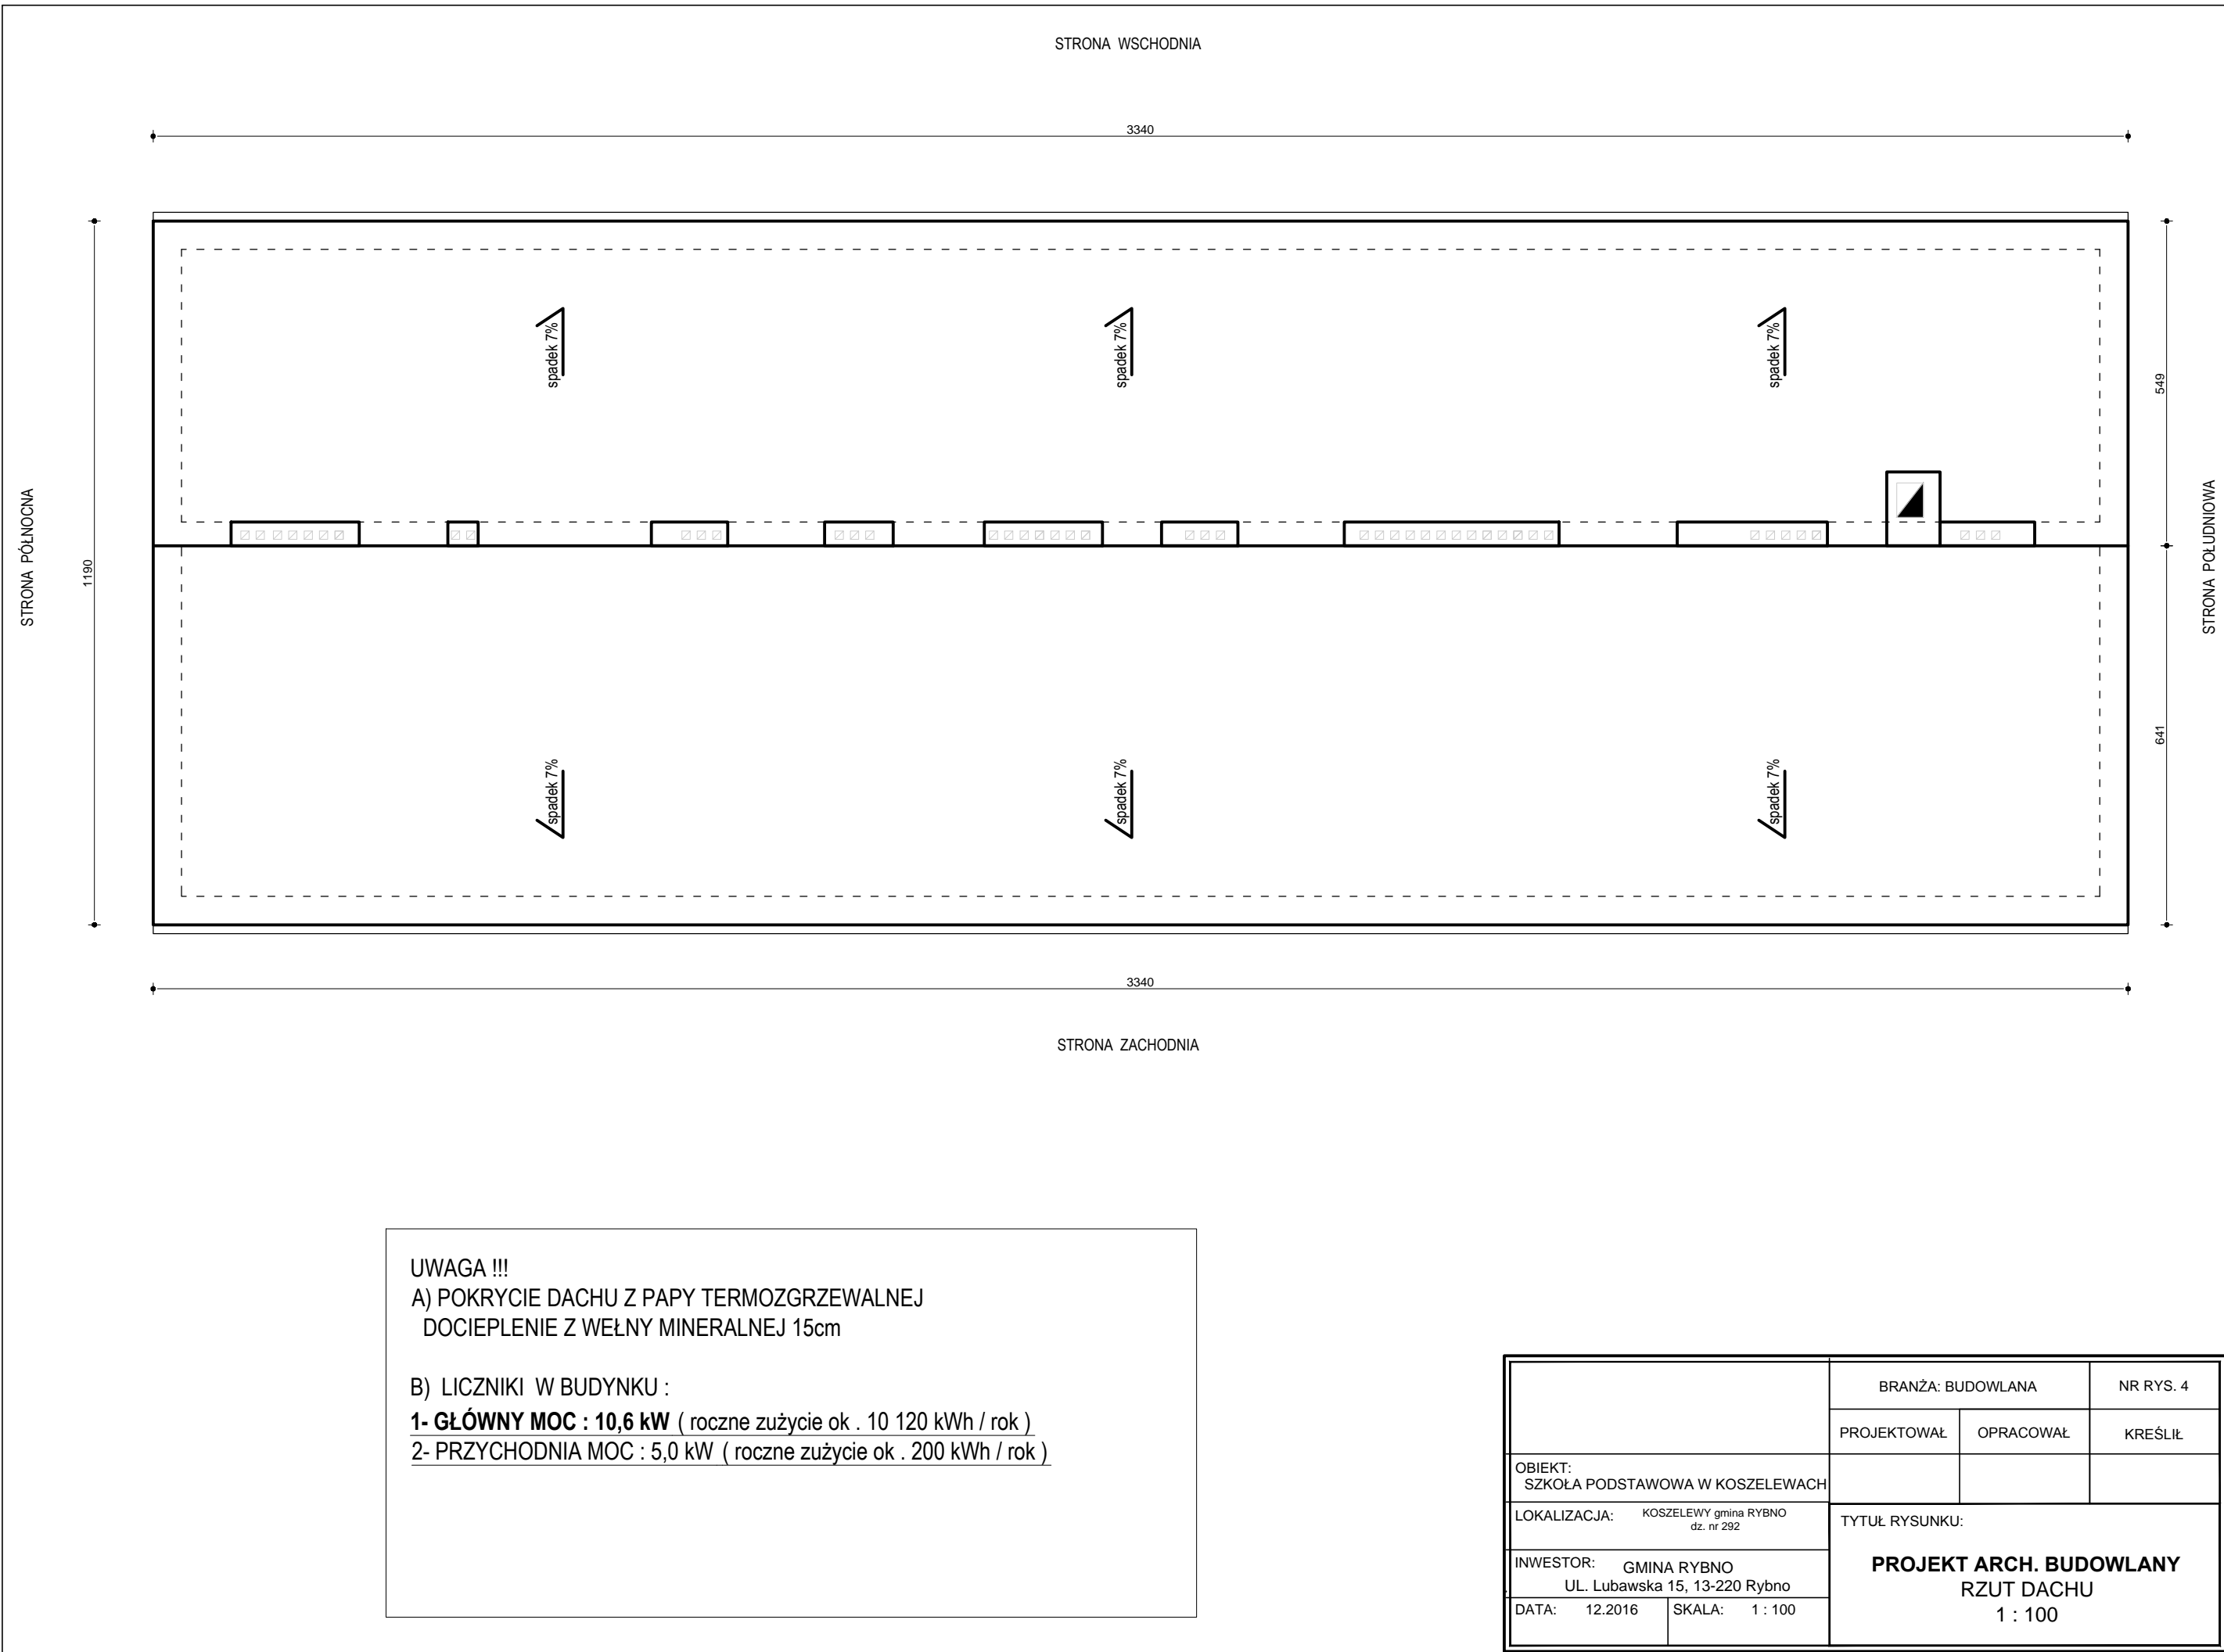 STRONA WSCHODNIA
3340
spadek 7%
spadek 7%
spadek 7%
549
STRONA PÓŁNOCNA
1190
STRONA POŁUDNIOWA
641
spadek 7%
spadek 7%
spadek 7%
3340
STRONA ZACHODNIA
UWAGA !!!
A) POKRYCIE DACHU Z PAPY TERMOZGRZEWALNEJ
DOCIEPLENIE Z WEŁNY MINERALNEJ 15cm
B) LICZNIKI W BUDYNKU :
1- GŁÓWNY MOC : 10,6 kW ( roczne zużycie ok . 10 120 kWh / rok )
2- PRZYCHODNIA MOC : 5,0 kW ( roczne zużycie ok . 200 kWh / rok )
BRANŻA: BUDOWLANA
NR RYS. 4
PROJEKTOWAŁ
OPRACOWAŁ
KREŚLIŁ
OBIEKT:
SZKOŁA PODSTAWOWA W KOSZELEWACH
LOKALIZACJA: KOSZELEWY gmina RYBNO
dz. nr 292
INWESTOR: GMINA RYBNO
UL. Lubawska 15, 13-220 Rybno
DATA: 12.2016
SKALA: 1 : 100
TYTUŁ RYSUNKU:
PROJEKT ARCH. BUDOWLANY
RZUT DACHU
1 : 100